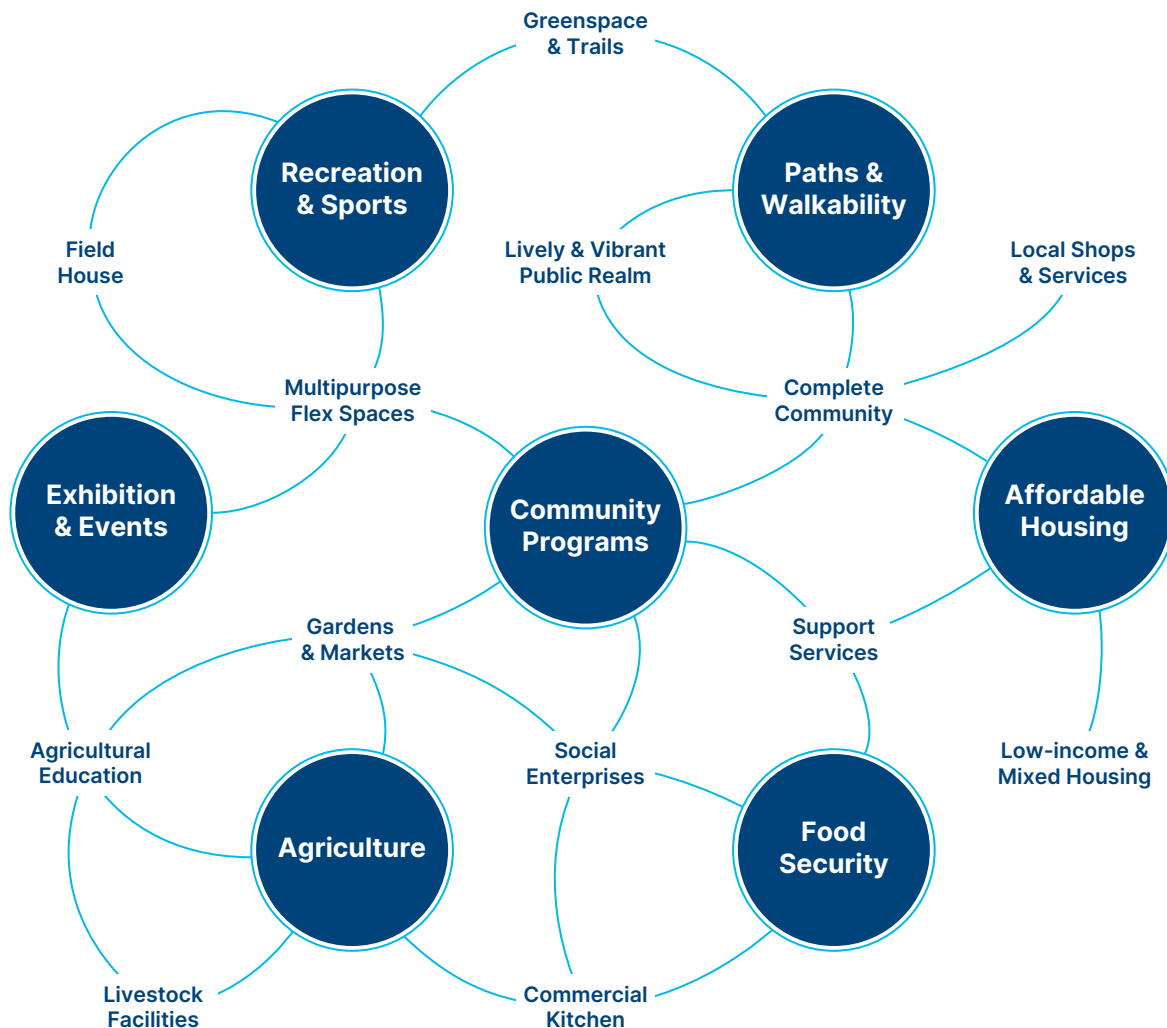 Greenspace
& Trails
Recreation
& Sports
Paths &
Walkability
Field
House
Lively & Vibrant
Public Realm
Local Shops
& Services
Multipurpose
Flex Spaces
Complete
Community
Exhibition
& Events
Community
Programs
Affordable
Housing
Gardens
& Markets
Support
Services
Agricultural
Education
Social
Enterprises
Low-income &
Mixed Housing
Agriculture
Food
Security
Livestock
Facilities
Commercial
Kitchen